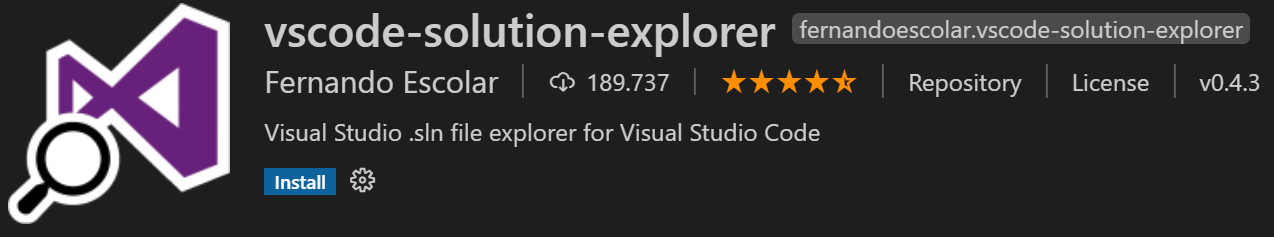 vscode-solution-explorer fernandoescolar.vscode-solution-explorer
Fernando Escolar 189.737 Repository License v0.4.3
Visual Studio .sln file explorer for Visual Studio Code
Install